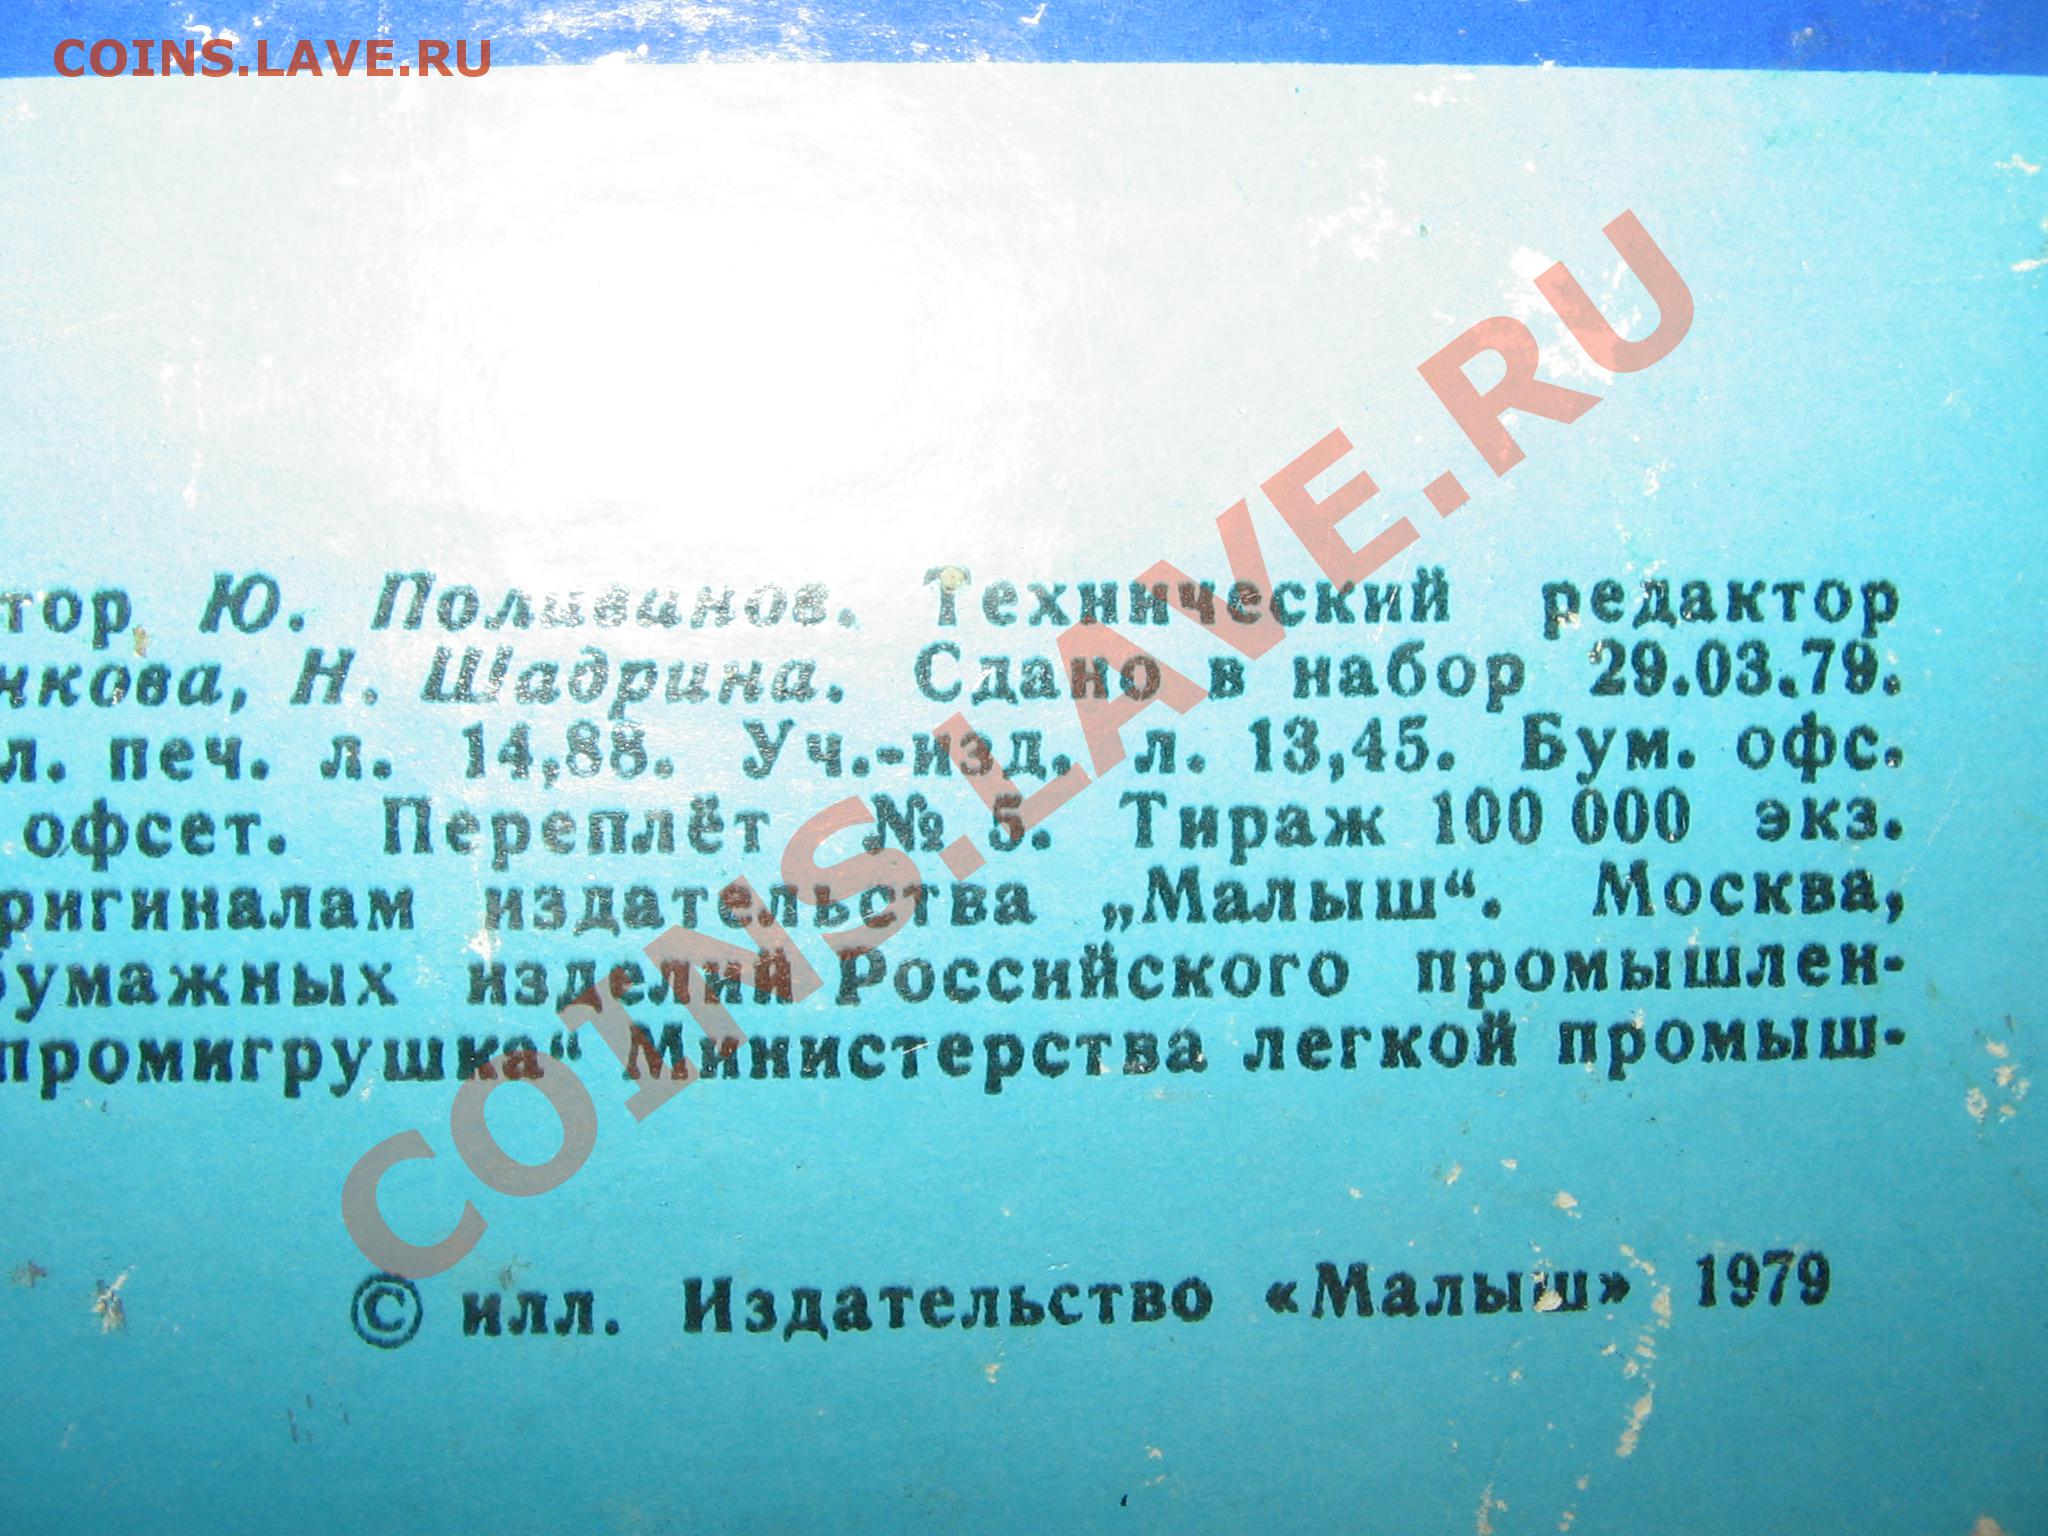 COINS.LAVE.RU
тор Ю. Поливанов. Технический редактор
нкова, Н. Шадрина. Сдано в набор 29.03.79.
л. печ. л. 14,88. Уч.-изд. л. 13,45. Бум. офс.
офсет. Переплёт № 5. Тираж 100 000 экз.
ригиналам издательства „Малыш“. Москва,
бумажных изделий Российского промышлен-
промигрушка“ Министерства легкой промыш-
© илл. Издательство «Малыш» 1979
COINS.LAVE.RU